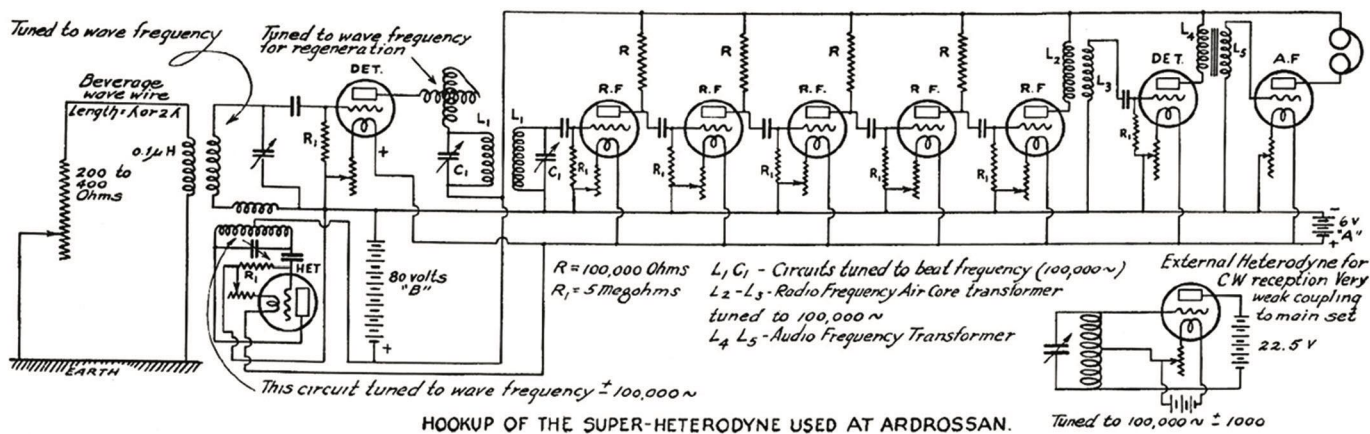 Tuned to wave frequency
Beverage
wave wire
Length = λ or 2λ
0.1μH
200 to
400
Ohms
EARTH
Tuned to wave frequency
for regeneration
DET.
R₁
+
C₁
L₁
L₁
C₁
HET
R₁
80 volts
"B"
+
This circuit tuned to wave frequency ± 100,000~
R
R
R
R
R.F
R.F
R.F
R.F.
R.F
R₁
R₁
R₁
R₁
R₁
L₂
L₃
DET.
R₁
L₄
L₅
A.F
R₁
-
6V
"A"
+
R = 100,000 Ohms
R₁ = 5 Megohms
L₁ C₁ - Circuits tuned to beat frequency (100,000~)
L₂ - L₃ - Radio Frequency Air Core transformer
tuned to 100,000~
L₄ L₅ - Audio Frequency Transformer
External Heterodyne for
CW reception Very
weak coupling
to main set
22.5 V
Tuned to 100,000~ ± 1000
HOOKUP OF THE SUPER-HETERODYNE USED AT ARDROSSAN.